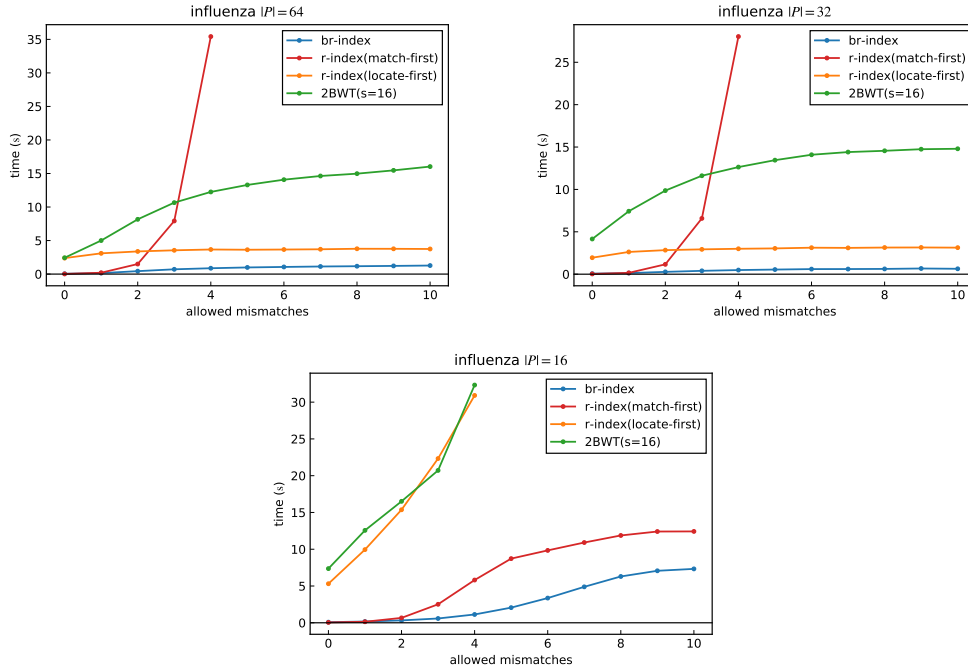 influenza |P|=64
35
30
25
20
15
10
5
0
time (s)
br-index
r-index(match-first)
r-index(locate-first)
2BWT(s=16)
0 2 4 6 8 10
allowed mismatches
influenza |P|=32
25
20
15
10
5
0
time (s)
br-index
r-index(match-first)
r-index(locate-first)
2BWT(s=16)
0 2 4 6 8 10
allowed mismatches
influenza |P|=16
30
25
20
15
10
5
0
time (s)
br-index
r-index(match-first)
r-index(locate-first)
2BWT(s=16)
0 2 4 6 8 10
allowed mismatches